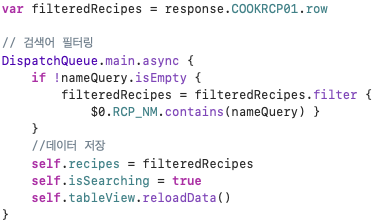 var filteredRecipes = response.COOKRCP01.row
// 검색어 필터링
DispatchQueue.main.async {
if !nameQuery.isEmpty {
filteredRecipes = filteredRecipes.filter {
$0.RCP_NM.contains(nameQuery) }
}
//데이터 저장
self.recipes = filteredRecipes
self.isSearching = true
self.tableView.reloadData()
}